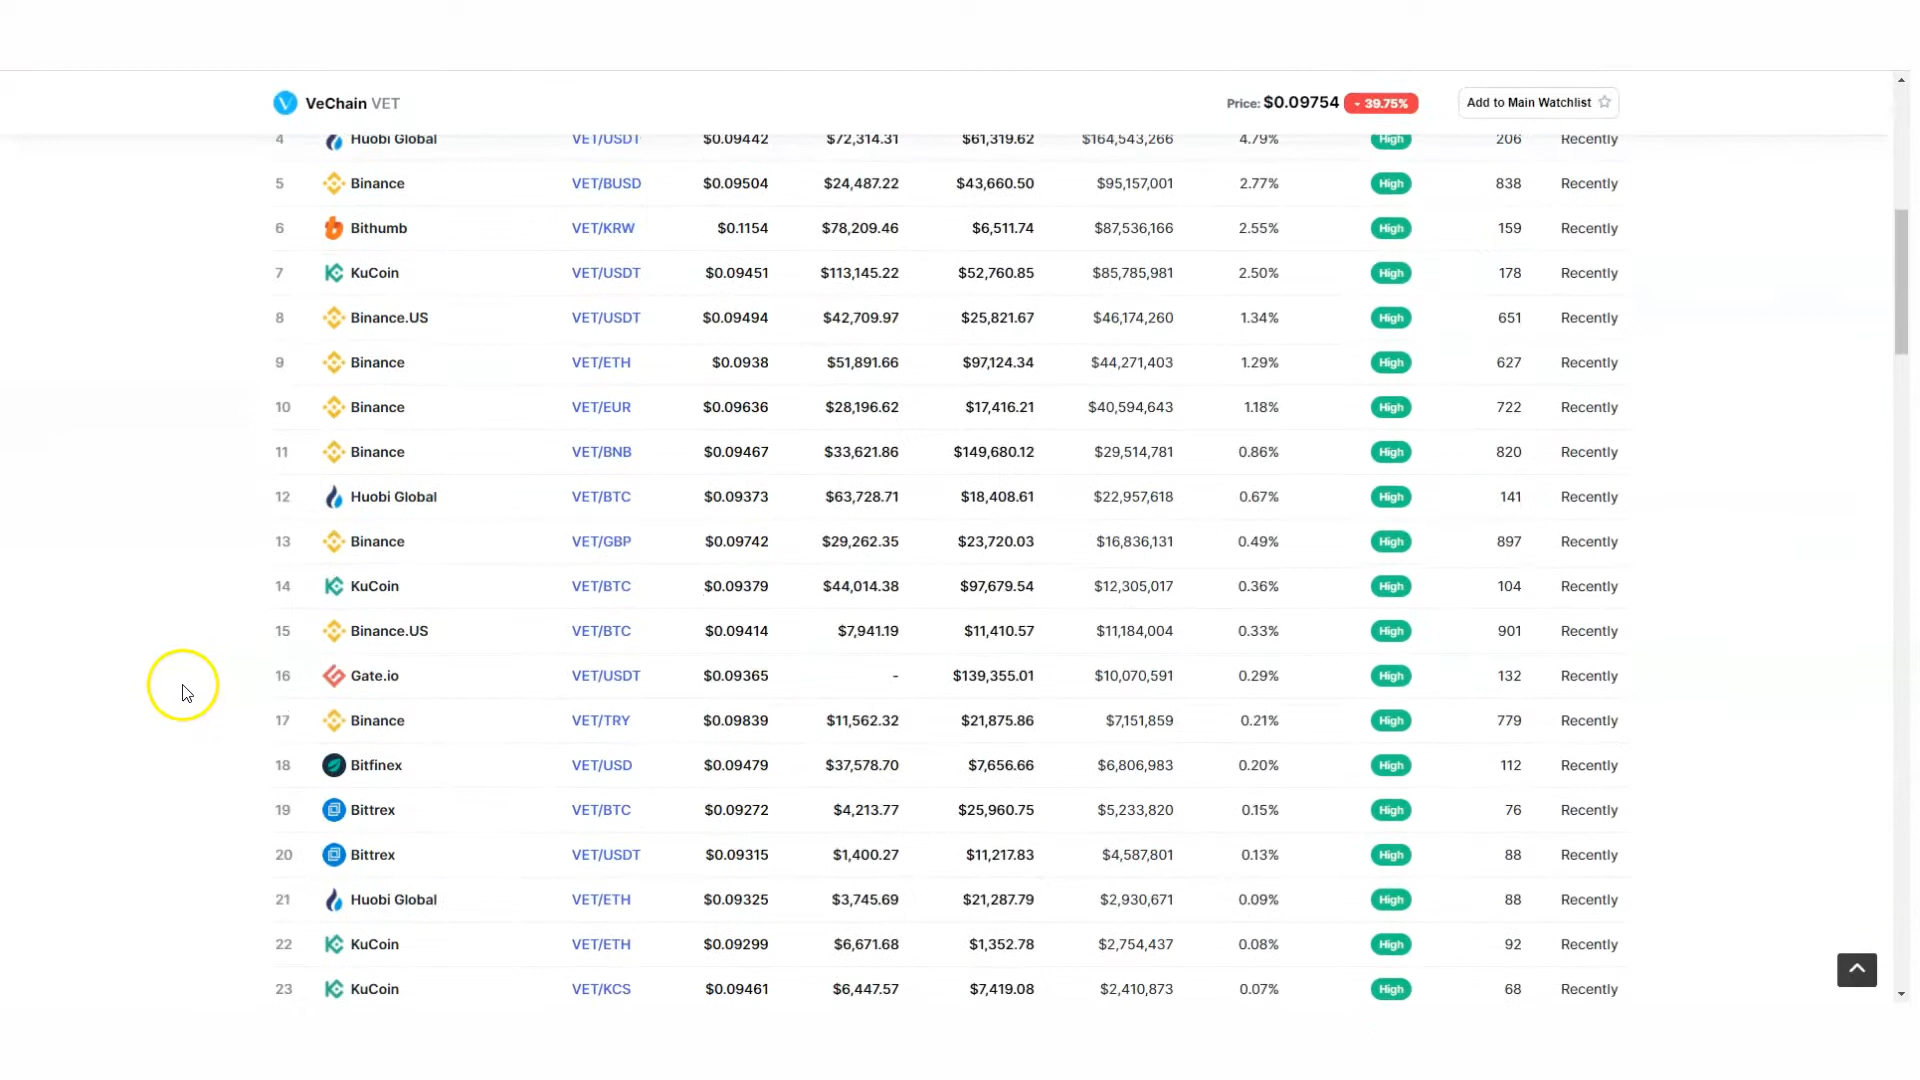 VeChain VET Price: $0.09754 39.75% Add to Main Watchlist
4 Huobi Global VET/USDT $0.09442 $72,314.31 $61,319.62 $164,543,266 4.79% High 206 Recently
5 Binance VET/BUSD $0.09504 $24,487.22 $43,660.50 $95,157,001 2.77% High 838 Recently
6 Bithumb VET/KRW $0.1154 $78,209.46 $6,511.74 $87,536,166 2.55% High 159 Recently
7 KuCoin VET/USDT $0.09451 $113,145.22 $52,760.85 $85,785,981 2.50% High 178 Recently
8 Binance.US VET/USDT $0.09494 $42,709.97 $25,821.67 $46,174,260 1.34% High 651 Recently
9 Binance VET/ETH $0.0938 $51,891.66 $97,124.34 $44,271,403 1.29% High 627 Recently
10 Binance VET/EUR $0.09636 $28,196.62 $17,416.21 $40,594,643 1.18% High 722 Recently
11 Binance VET/BNB $0.09467 $33,621.86 $149,680.12 $29,514,781 0.86% High 820 Recently
12 Huobi Global VET/BTC $0.09373 $63,728.71 $18,408.61 $22,957,618 0.67% High 141 Recently
13 Binance VET/GBP $0.09742 $29,262.35 $23,720.03 $16,836,131 0.49% High 897 Recently
14 KuCoin VET/BTC $0.09379 $44,014.38 $97,679.54 $12,305,017 0.36% High 104 Recently
15 Binance.US VET/BTC $0.09414 $7,941.19 $11,410.57 $11,184,004 0.33% High 901 Recently
16 Gate.io VET/USDT $0.09365 - $139,355.01 $10,070,591 0.29% High 132 Recently
17 Binance VET/TRY $0.09839 $11,562.32 $21,875.86 $7,151,859 0.21% High 779 Recently
18 Bitfinex VET/USD $0.09479 $37,578.70 $7,656.66 $6,806,983 0.20% High 112 Recently
19 Bittrex VET/BTC $0.09272 $4,213.77 $25,960.75 $5,233,820 0.15% High 76 Recently
20 Bittrex VET/USDT $0.09315 $1,400.27 $11,217.83 $4,587,801 0.13% High 88 Recently
21 Huobi Global VET/ETH $0.09325 $3,745.69 $21,287.79 $2,930,671 0.09% High 88 Recently
22 KuCoin VET/ETH $0.09299 $6,671.68 $1,352.78 $2,754,437 0.08% High 92 Recently
23 KuCoin VET/KCS $0.09461 $6,447.57 $7,419.08 $2,410,873 0.07% High 68 Recently